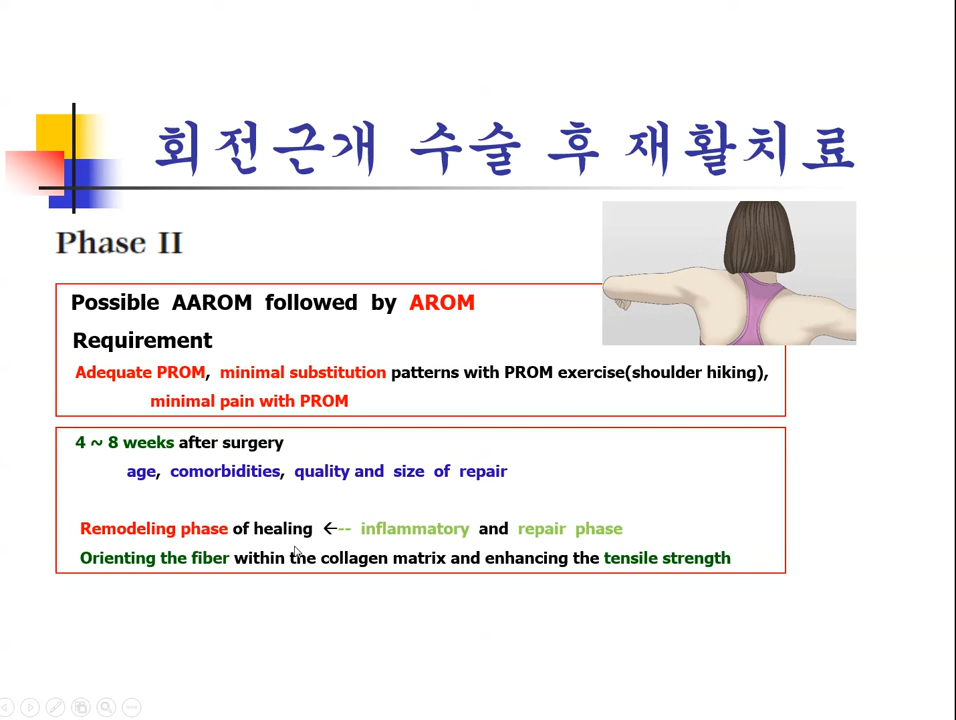 회전근개 수술 후 재활치료
Phase II
Possible AAROM followed by AROM
Requirement
Adequate PROM, minimal substitution patterns with PROM exercise(shoulder hiking),
minimal pain with PROM
4 ~ 8 weeks after surgery
age, comorbidities, quality and size of repair
Remodeling phase of healing ←-- inflammatory and repair phase
Orienting the fiber within the collagen matrix and enhancing the tensile strength